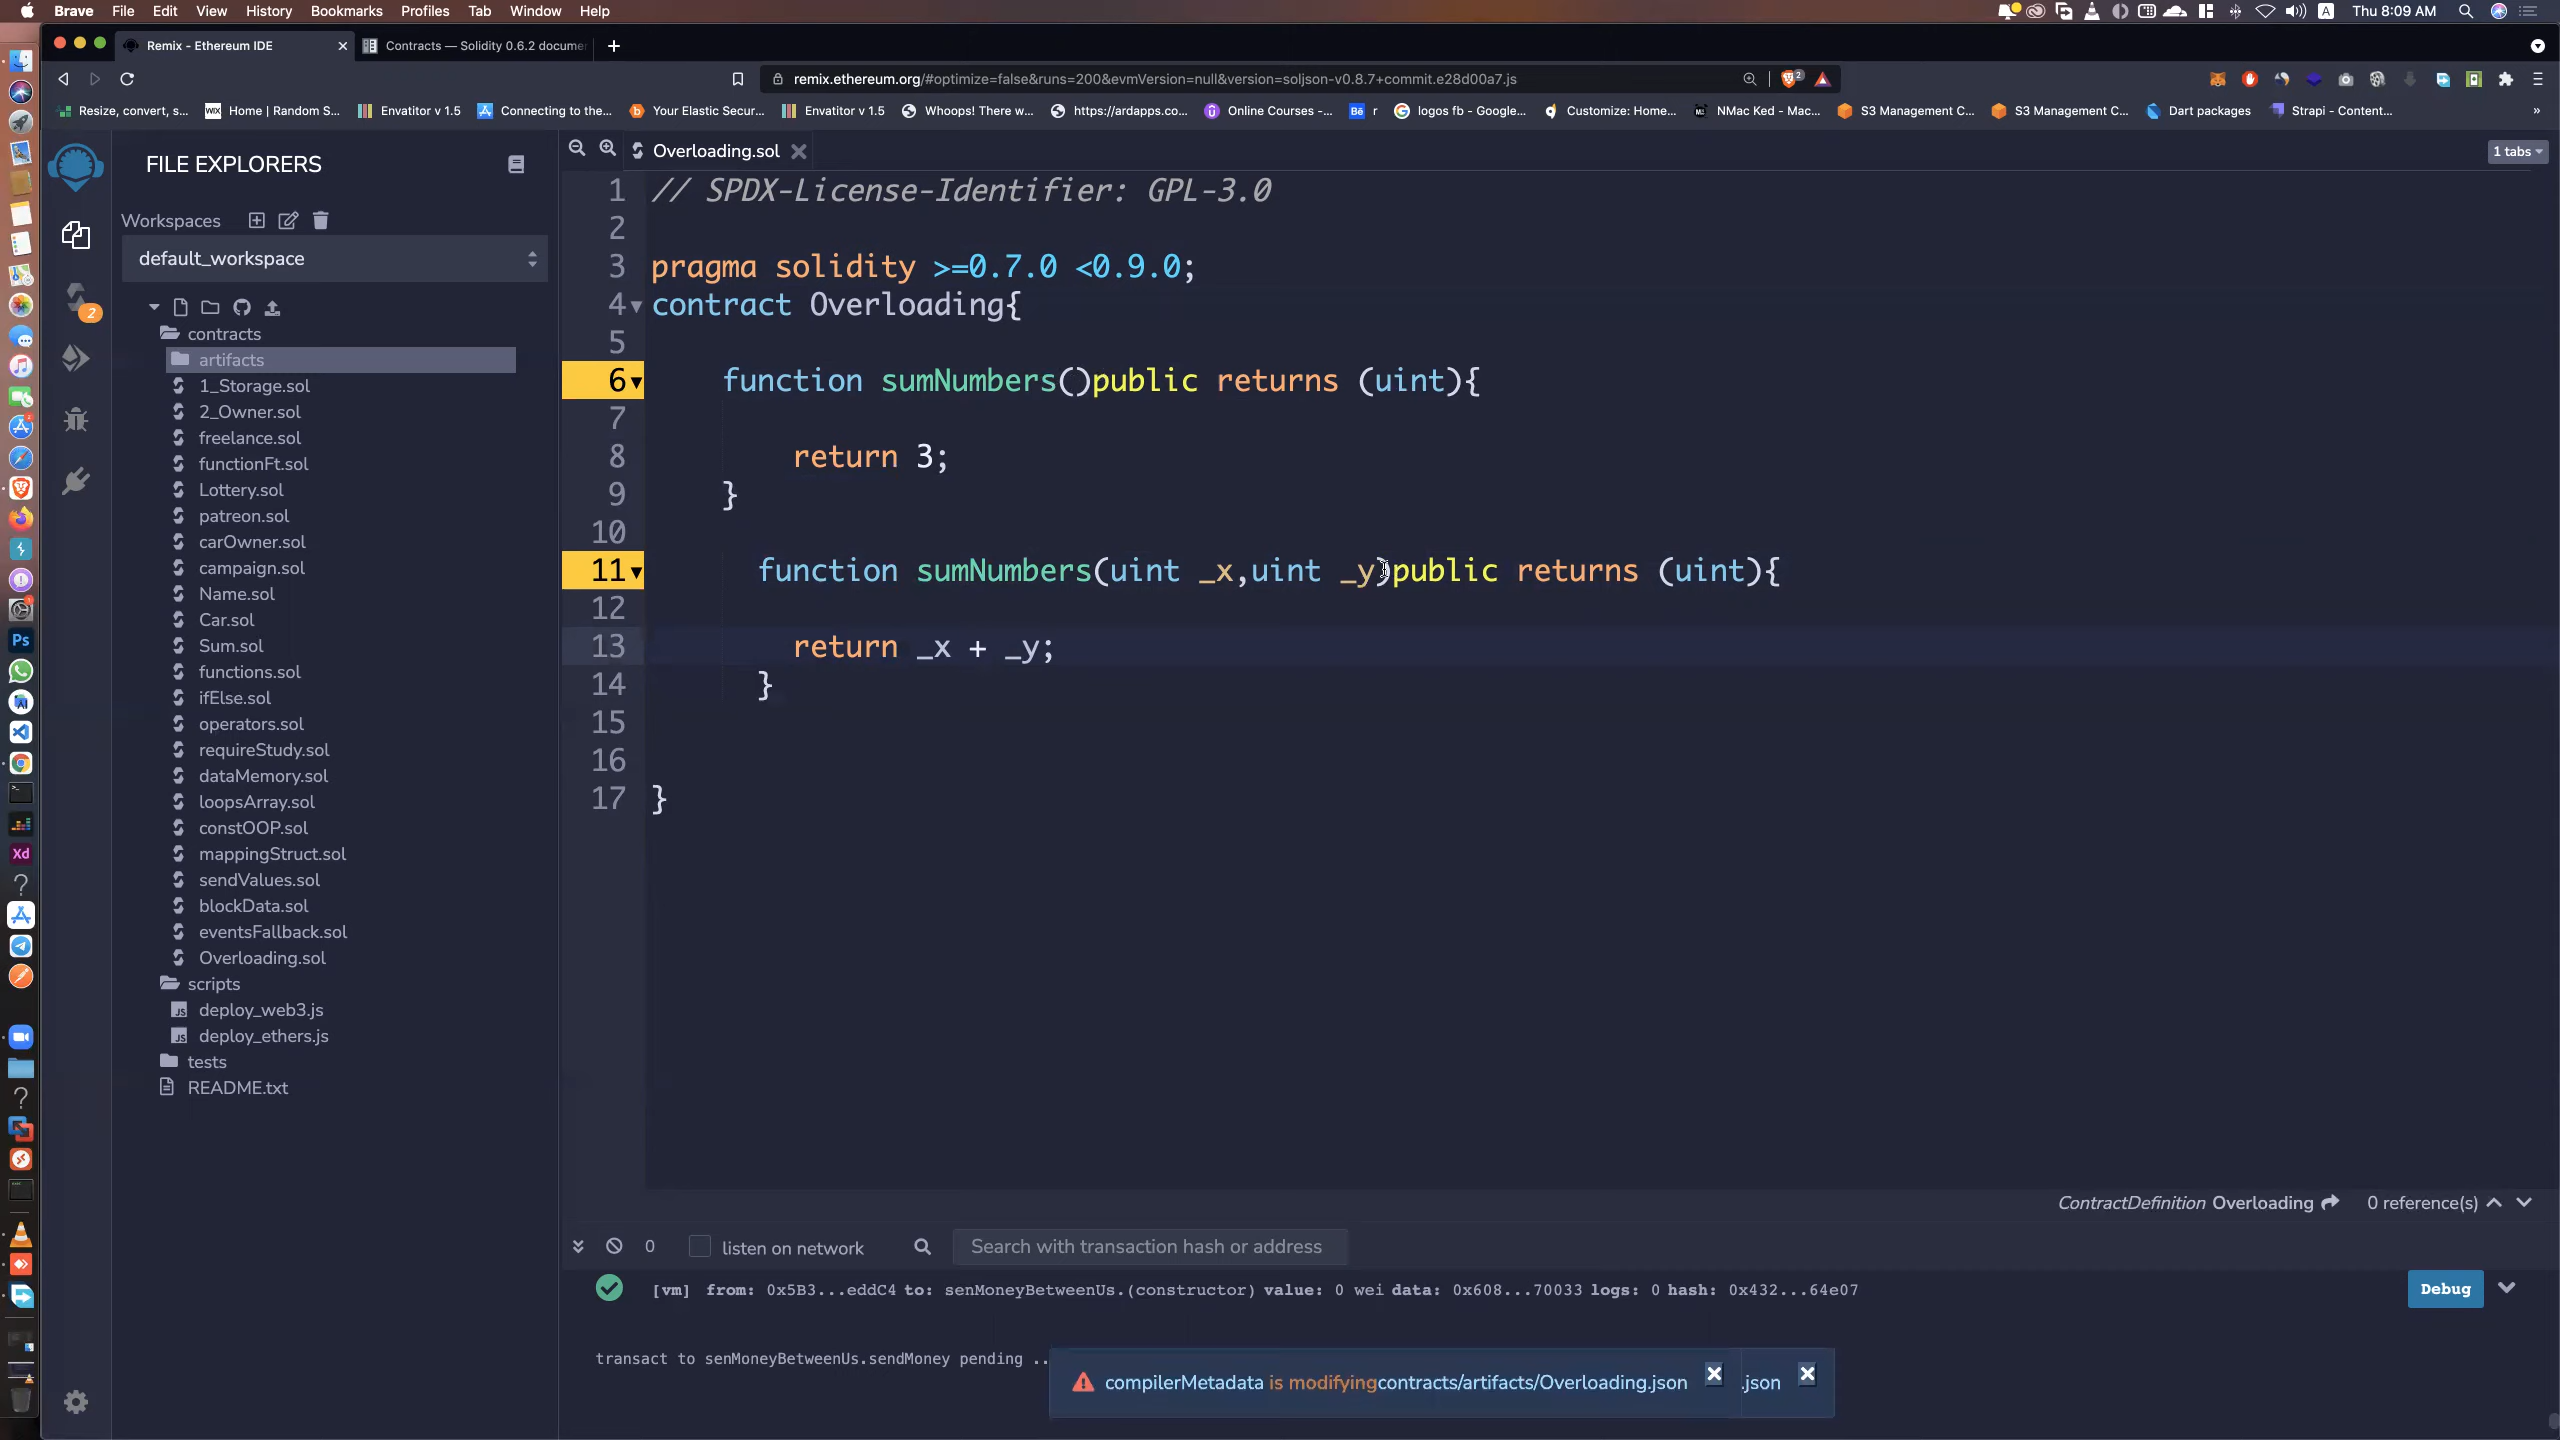 Brave File Edit View History Bookmarks Profiles Tab Window Help
A Thu 8:09 AM
Remix - Ethereum IDE
Contracts — Solidity 0.6.2 docume
remix.ethereum.org/#optimize=false&runs=200&evmVersion=null&version=soljson-v0.8.7+commit.e28d00a7.js
2
Resize, convert, s... Home | Random S... Envatitor v 1.5 Connecting to the... Your Elastic Secur... Envatitor v 1.5 Whoops! There w... https://ardapps.co... Online Courses -... r logos fb - Google... Customize: Home... NMac Ked - Mac... S3 Management C... S3 Management C... Dart packages Strapi - Content... »
FILE EXPLORERS
Workspaces
default_workspace
2
contracts
artifacts
1_Storage.sol
2_Owner.sol
freelance.sol
functionFt.sol
Lottery.sol
patreon.sol
carOwner.sol
campaign.sol
Name.sol
Car.sol
Sum.sol
functions.sol
ifElse.sol
operators.sol
requireStudy.sol
dataMemory.sol
loopsArray.sol
constOOP.sol
mappingStruct.sol
sendValues.sol
blockData.sol
eventsFallback.sol
Overloading.sol
scripts
deploy_web3.js
deploy_ethers.js
tests
README.txt
Overloading.sol
1 tabs
1 // SPDX-License-Identifier: GPL-3.0
2
3 pragma solidity >=0.7.0 <0.9.0;
4 contract Overloading{
5
6 function sumNumbers()public returns (uint){
7
8 return 3;
9 }
10
11 function sumNumbers(uint _x,uint _y)public returns (uint){
12
13 return _x + _y;
14 }
15
16
17 }
ContractDefinition Overloading 0 reference(s)
0 listen on network Search with transaction hash or address
[vm] from: 0x5B3...eddC4 to: senMoneyBetweenUs.(constructor) value: 0 wei data: 0x608...70033 logs: 0 hash: 0x432...64e07
Debug
transact to senMoneyBetweenUs.sendMoney pending ..
compilerMetadata is modifyingcontracts/artifacts/Overloading.json
.json
Ps
Xd